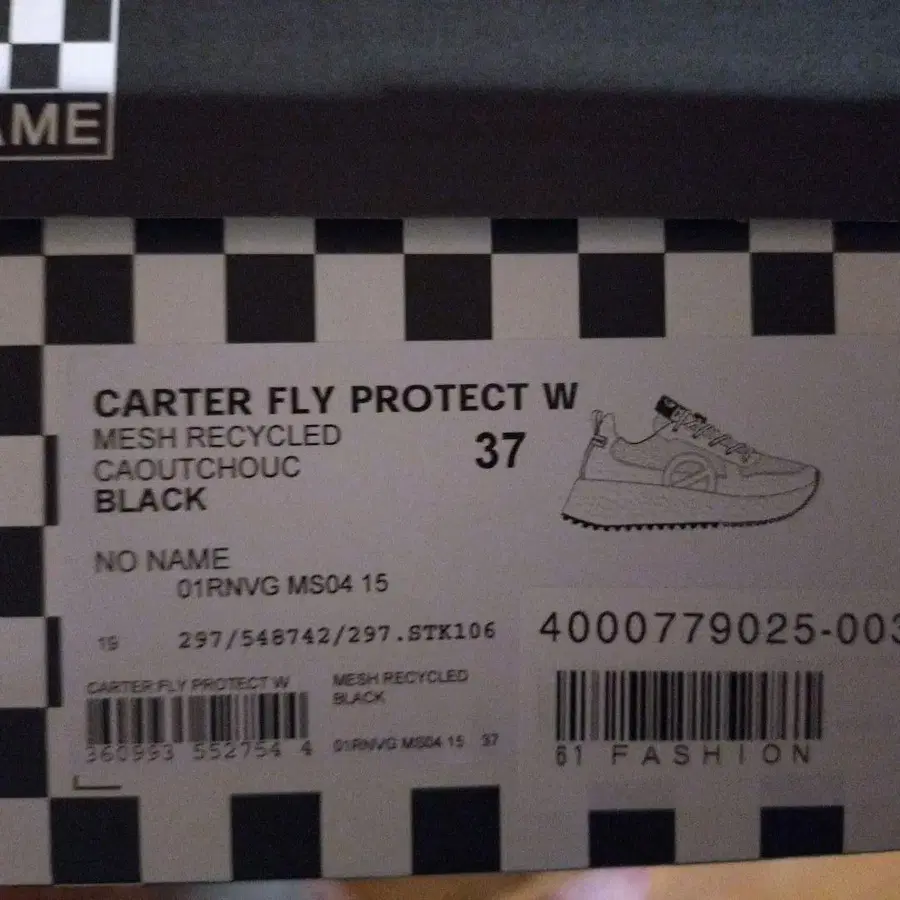 AME
CARTER FLY PROTECT W
MESH RECYCLED
CAOUTCHOUC
BLACK
37
NO NAME
01RNVG MS04 15
19 297/548742/297.STK106
4000779025-003
CARTER FLY PROTECT W
MESH RECYCLED
BLACK
360993 552754 4
01RNVG MS04 15 37
61 FASHION